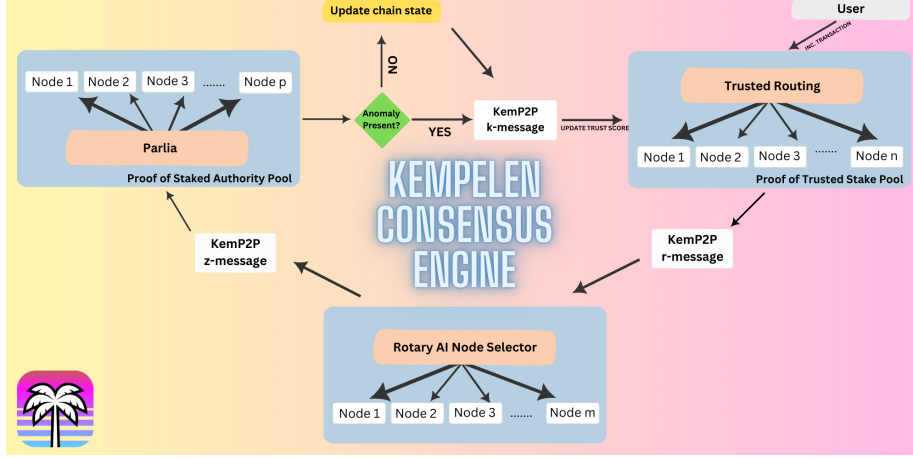 Update chain state
User
INC. TRANSACTION
Node 1
Node 2
Node 3
.......
Node p
Parlia
Proof of Staked Authority Pool
NO
Anomaly
Present?
YES
KemP2P
k-message
UPDATE TRUST SCORE
Trusted Routing
Node 1
Node 2
Node 3
.......
Node n
Proof of Trusted Stake Pool
KEMPELEN
CONSENSUS
ENGINE
KemP2P
z-message
KemP2P
r-message
Rotary AI Node Selector
Node 1
Node 2
Node 3
.......
Node m